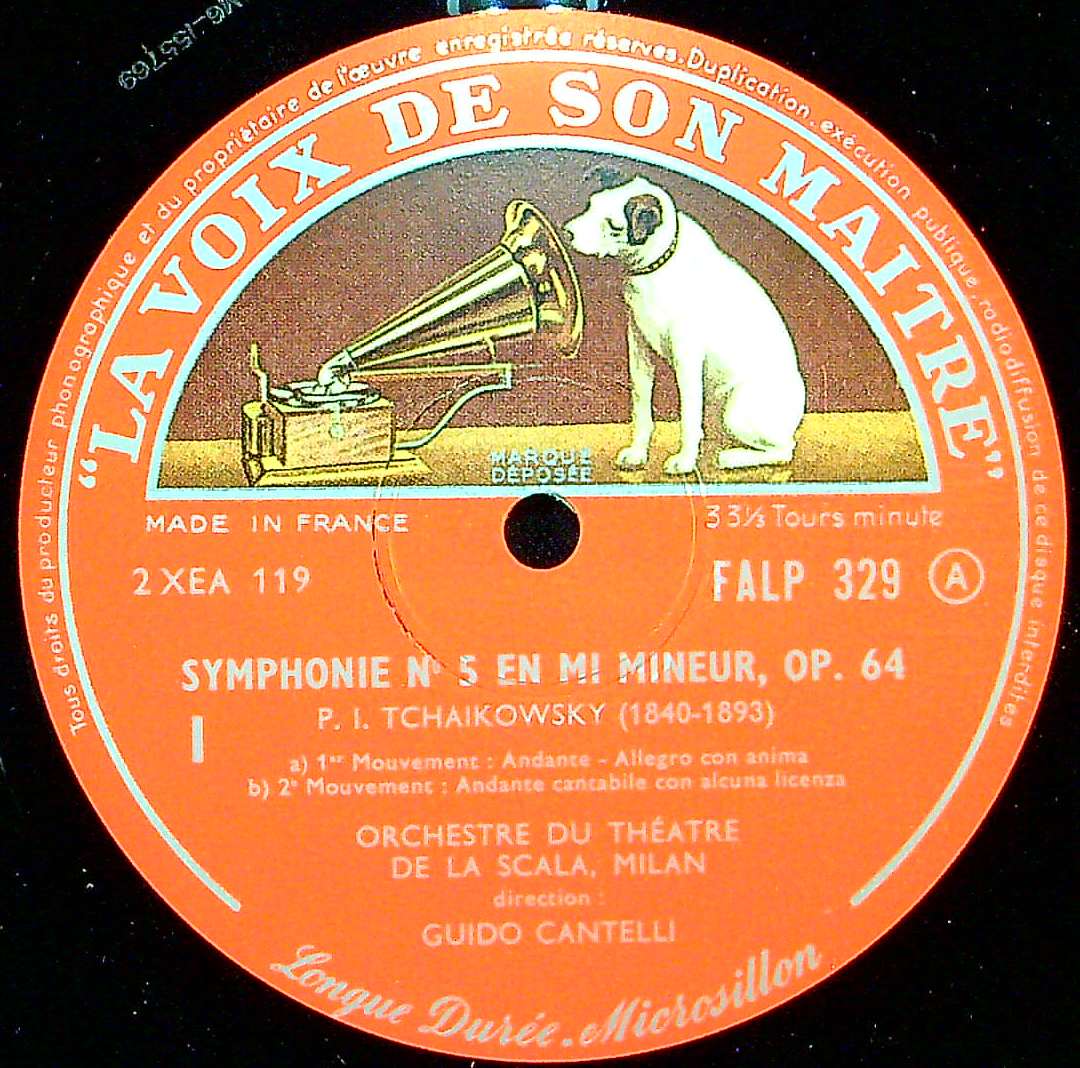 Tous droits du producteur phonographique et du propriètaire de l'œuvre enregistrée réserves. Duplication. exécution publique. radiodiffusion de ce disque interdites
"LA VOIX DE SON MAITRE"
MARQUE
DÉPOSÉE
MADE IN FRANCE
33⅓ Tours minute
2 XEA 119
FALP 329 A
SYMPHONIE N° 5 EN MI MINEUR, OP. 64
I
P. I. TCHAIKOWSKY (1840-1893)
a) 1er Mouvement : Andante - Allegro con anima
b) 2e Mouvement : Andante cantabile con alcuna licenza
ORCHESTRE DU THÉATRE
DE LA SCALA, MILAN
direction :
GUIDO CANTELLI
Longue Durée. Microsillon